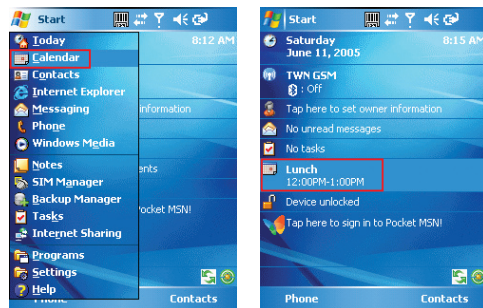 Start
8:12 AM
Today
Calendar
Contacts
Internet Explorer
Messaging
information
Phone
Windows Media
Notes
ents
SIM Manager
Backup Manager
ocket MSN!
Tasks
Internet Sharing
Programs
Settings
Help
Phone
Contacts
Start
Saturday
8:15 AM
June 11, 2005
TWN GSM
: Off
Tap here to set owner information
No unread messages
No tasks
Lunch
12:00PM-1:00PM
Device unlocked
Tap here to sign in to Pocket MSN!
Phone
Contacts